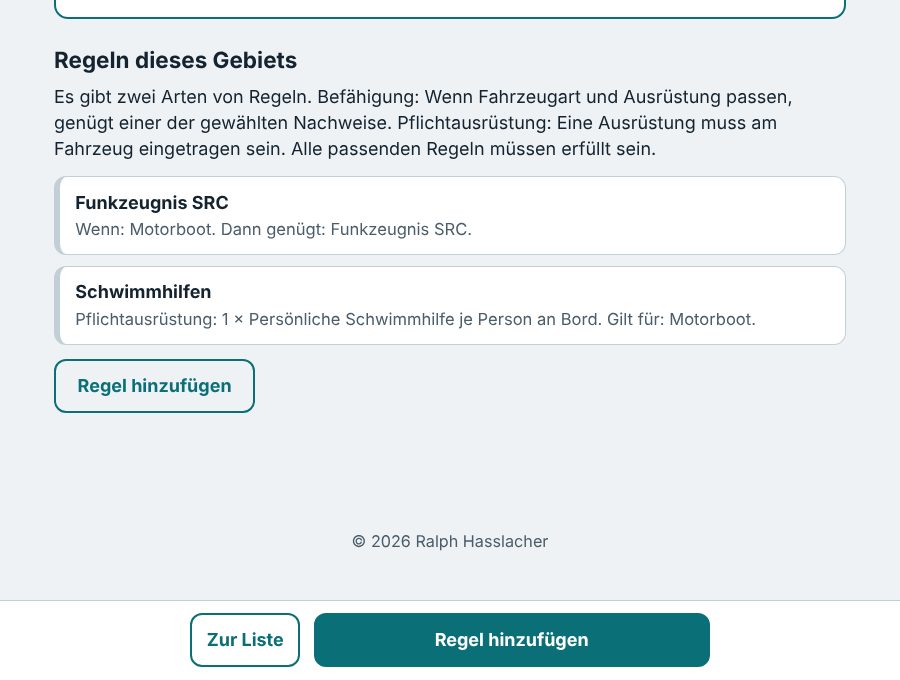 Regeln dieses Gebiets
Es gibt zwei Arten von Regeln. Befähigung: Wenn Fahrzeugart und Ausrüstung passen,
genügt einer der gewählten Nachweise. Pflichtausrüstung: Eine Ausrüstung muss am
Fahrzeug eingetragen sein. Alle passenden Regeln müssen erfüllt sein.
Funkzeugnis SRC
Wenn: Motorboot. Dann genügt: Funkzeugnis SRC.
Schwimmhilfen
Pflichtausrüstung: 1 × Persönliche Schwimmhilfe je Person an Bord. Gilt für: Motorboot.
Regel hinzufügen
© 2026 Ralph Hasslacher
Zur Liste
Regel hinzufügen